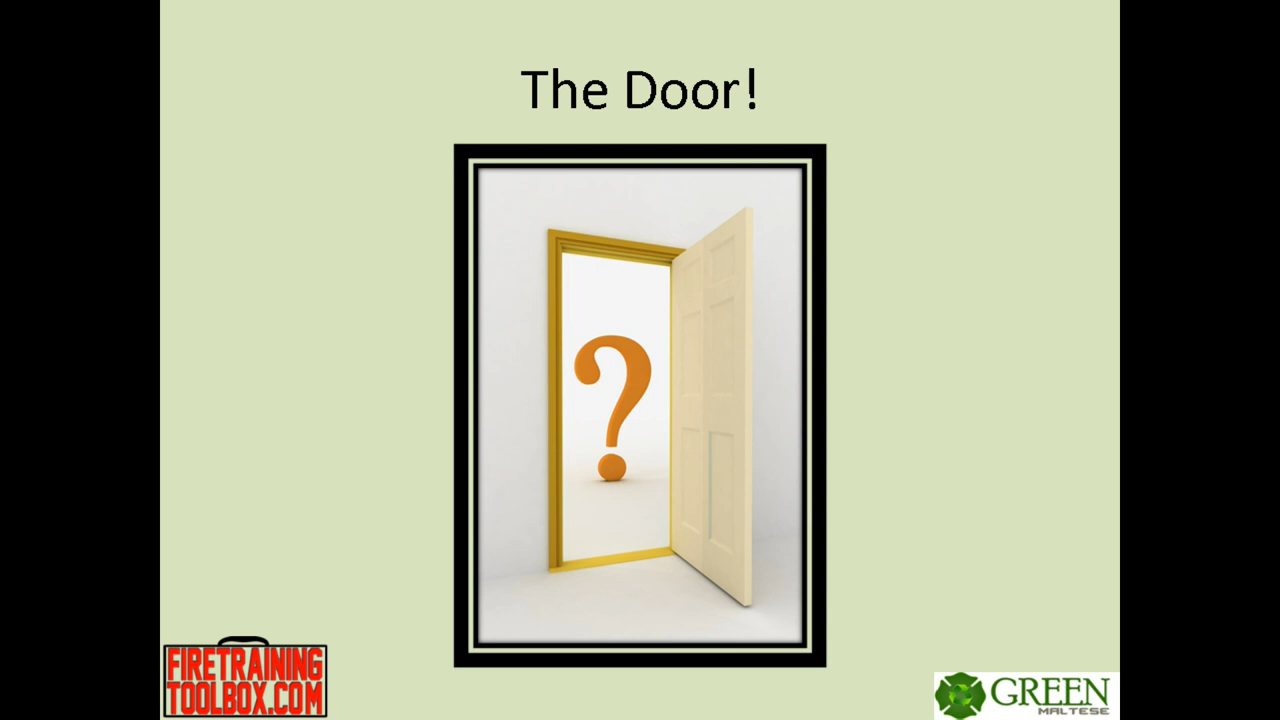 The Door!
?
FIRETRAINING
TOOLBOX.COM
GREEN
MALTESE